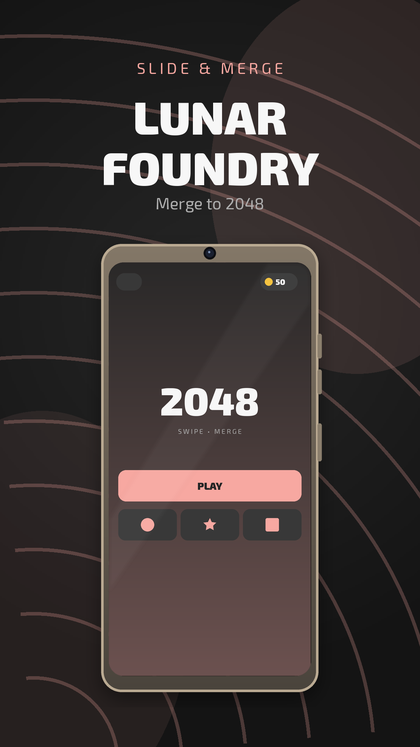 SLIDE & MERGE
LUNAR
FOUNDRY
Merge to 2048
50
2048
SWIPE • MERGE
PLAY